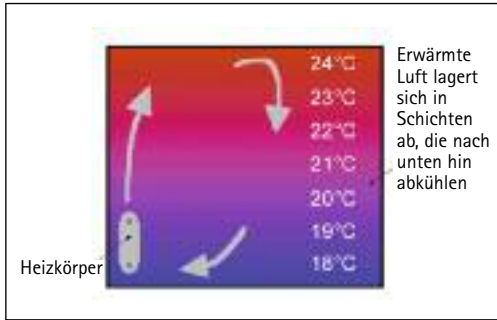 24°C
23°C
22°C
21°C
20°C
19°C
18°C
Erwärmte
Luft lagert
sich in
Schichten
ab, die nach
unten hin
abkühlen
Heizkörper